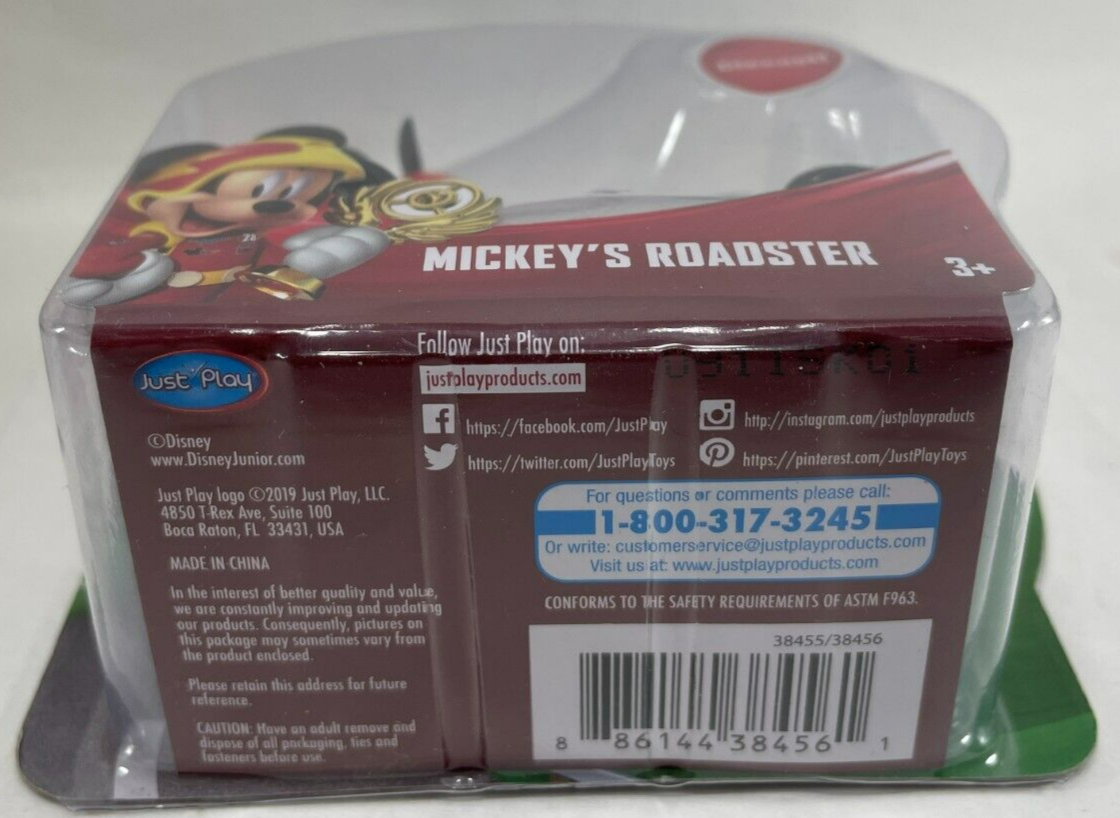 MICKEY'S ROADSTER
3+
28
Just Play
Follow Just Play on:
justplayproducts.com
https://facebook.com/JustPlay
http://instagram.com/justplayproducts
https://twitter.com/JustPlayToys
https://pinterest.com/JustPlayToys
©Disney
www.DisneyJunior.com
Just Play logo ©2019 Just Play, LLC.
4850 T-Rex Ave, Suite 100
Boca Raton, FL 33431, USA
MADE IN CHINA
In the interest of better quality and value,
we are constantly improving and updating
our products. Consequently, pictures on
this package may sometimes vary from
the product enclosed.
Please retain this address for future
reference.
CAUTION: Have an adult remove and
dispose of all packaging, ties and
fasteners before use.
For questions or comments please call:
1-800-317-3245
Or write: customerservice@justplayproducts.com
Visit us at: www.justplayproducts.com
CONFORMS TO THE SAFETY REQUIREMENTS OF ASTM F963.
38455/38456
8 86144 38456 1